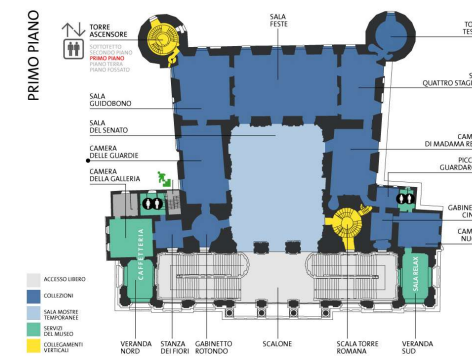 PRIMO PIANO
TORRE
ASCENSORE
SOTTOTETTO
SECONDO PIANO
PRIMO PIANO
PIANO TERRA
PIANO FOSSATO
SALA
FESTE
TO
TES
SALA
GUIDOBONO
S
QUATTRO STAG
SALA
DEL SENATO
CAMERA
DELLE GUARDIE
CAM
DI MADAMA RE
CAMERA
DELLA GALLERIA
PICC
GUARDAR
GABINE
CIN
CAM
NU
CAFFETTERIA
SALA RELAX
ACCESSO LIBERO
COLLEZIONI
SALA MOSTRE
TEMPORANEE
SERVIZI
DEL MUSEO
COLLEGAMENTI
VERTICALI
VERANDA
NORD
STANZA
DEI FIORI
GABINETTO
ROTONDO
SCALONE
SCALA TORRE
ROMANA
VERANDA
SUD